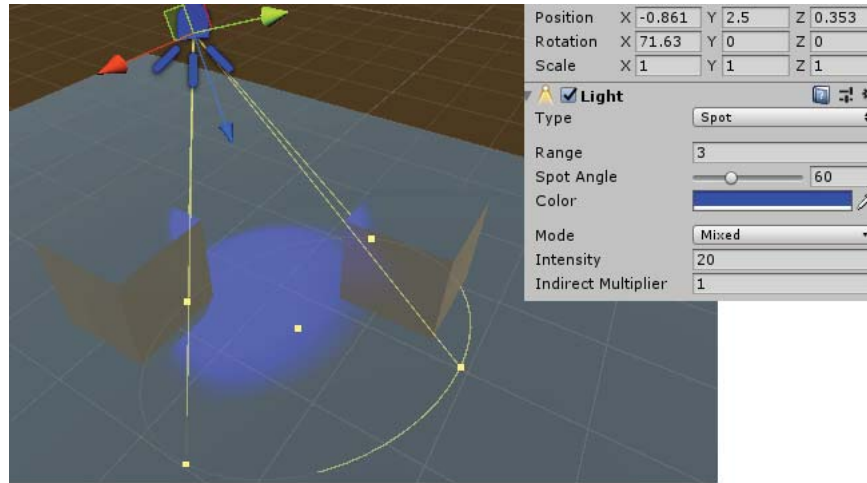 Position X -0.861 Y 2.5 Z 0.353
Rotation X 71.63 Y 0 Z 0
Scale X 1 Y 1 Z 1
Light
Type Spot
Range 3
Spot Angle 60
Color
Mode Mixed
Intensity 20
Indirect Multiplier 1